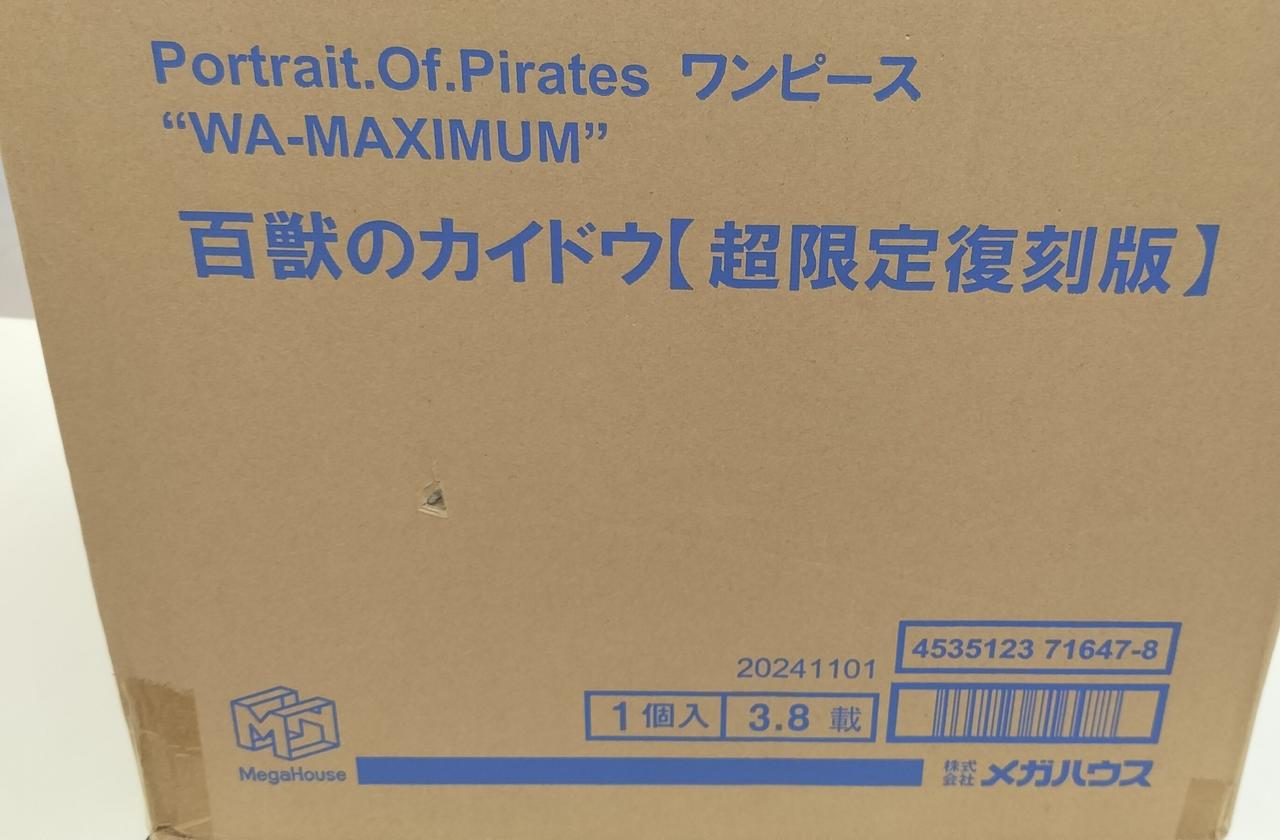 Portrait.Of.Pirates ワンピース
“WA-MAXIMUM”
百獣のカイドウ【超限定復刻版】
4535123 71647-8
20241101
1個入 3.8 載
MegaHouse
株式会社 メガハウス